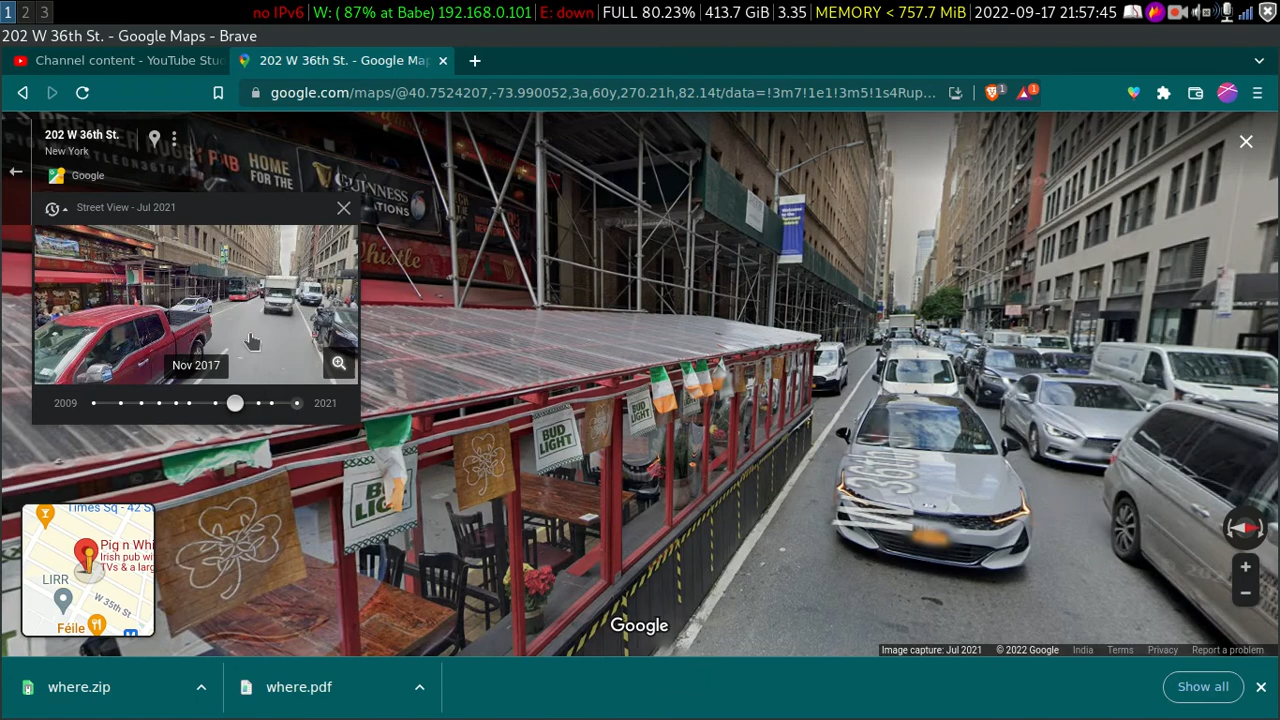 1 2 3 no IPv6|W: ( 87% at Babe) 192.168.0.101|E: down|FULL 80.23%|413.7 GiB|3.35|MEMORY < 757.7 MiB|2022-09-17 21:57:45
202 W 36th St. - Google Maps - Brave
Channel content - YouTube Stu
202 W 36th St. - Google Ma
google.com/maps/@40.7524207,-73.990052,3a,60y,270.21h,82.14t/data=!3m7!1e1!3m5!1s4Rup...
1
1
202 W 36th St.
New York
Google
Street View - Jul 2021
Nov 2017
2009
2021
S PREMIER RUGBY PUB
HOME
FOR THE
GUINNESS
Whistle
BUD
LIGHT
BUD
LIGHT
W 36th
Times Sq - 42 S
Pig n Whi
Irish pub wi
TVs & a larg
LIRR
W 35th St
Féile
Google
Image capture: Jul 2021 © 2022 Google India Terms Privacy Report a problem
where.zip
where.pdf
Show all